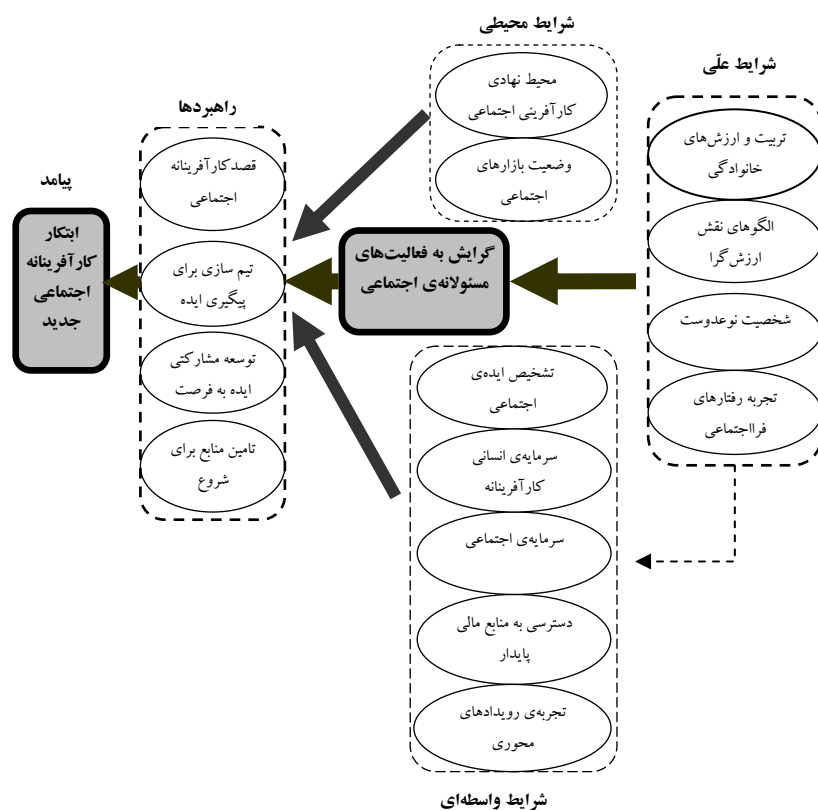 شرایط علّی
تربیت و ارزش‌های
خانوادگی
الگوهای نقش
ارزش‌گرا
شخصیت نوعدوست
تجربه رفتارهای
فرااجتماعی
شرایط محیطی
محیط نهادی
کارآفرینی اجتماعی
وضعیت بازارهای
اجتماعی
گرایش به فعالیت‌های
مسئولانه‌ی اجتماعی
تشخیص ایده‌ی
اجتماعی
سرمایه‌ی انسانی
کارآفرینانه
سرمایه‌ی اجتماعی
دسترسی به منابع مالی
پایدار
تجربه‌ی رویدادهای
محوری
شرایط واسطه‌ای
راهبردها
قصدکارآفرینانه
اجتماعی
تیم سازی برای
پیگیری ایده
توسعه مشارکتی
ایده به فرصت
تامین منابع برای
شروع
پیامد
ابتکار
کارآفرینانه
اجتماعی
جدید